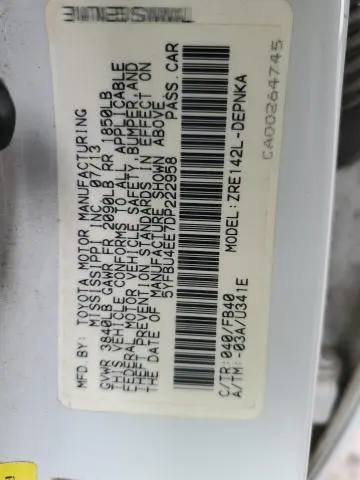 MFD. BY: TOYOTA MOTOR MANUFACTURING
MISSISSIPPI INC. 07/13
GVWR 3840LB GAWR FR 2050LB RR 1850LB
THIS VEHICLE CONFORMS TO ALL APPLICABLE
FEDERAL MOTOR VEHICLE SAFETY, BUMPER, AND
THEFT PREVENTION STANDARDS IN EFFECT ON
THE DATE OF MANUFACTURE SHOWN ABOVE.
5YFBU4EE7DP222958 PASS. CAR
C/TR: 040/FB40 MODEL: ZRE142L-DEPNKA
A/TM: -03A/U341E
CA00264745